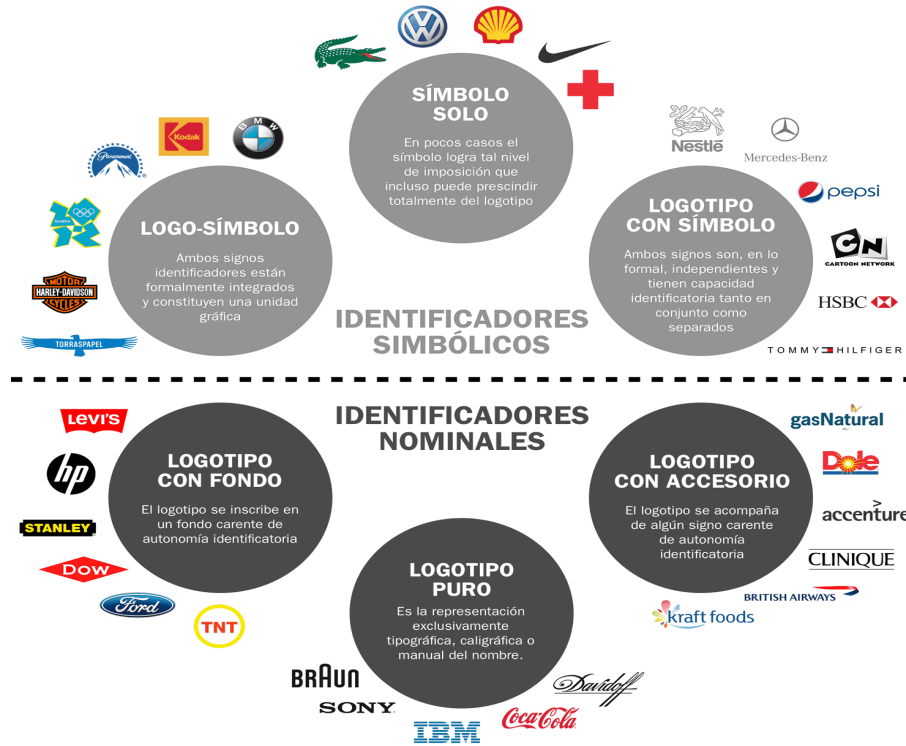 SÍMBOLO
SOLO
En pocos casos el
símbolo logra tal nivel
de imposición que
incluso puede prescindir
totalmente del logotipo
Kodak
BMW
Paramount
london
LOGO-SÍMBOLO
Ambos signos
identificadores están
formalmente integrados
y constituyen una unidad
gráfica
MOTOR
HARLEY-DAVIDSON
CYCLES
TORRASPAPEL
Nestlē
Mercedes-Benz
pepsi
CN
CARTOON NETWORK
HSBC
TOMMY HILFIGER
LOGOTIPO
CON SÍMBOLO
Ambos signos son, en lo
formal, independientes y
tienen capacidad
identificatoria tanto en
conjunto como
separados
IDENTIFICADORES
SIMBÓLICOS
IDENTIFICADORES
NOMINALES
LEVI'S
hp
STANLEY
DOW
Ford
TNT
LOGOTIPO
CON FONDO
El logotipo se inscribe en
un fondo carente de
autonomía identificatoria
LOGOTIPO
CON ACCESORIO
El logotipo se acompaña
de algún signo carente
de autonomía
identificatoria
gasNatural
Dole
accenture
CLINIQUE
BRITISH AIRWAYS
kraft foods
LOGOTIPO
PURO
Es la representación
exclusivamente
tipográfica, caligráfica o
manual del nombre.
BRAUN
SONY
IBM
Coca-Cola
Davidoff